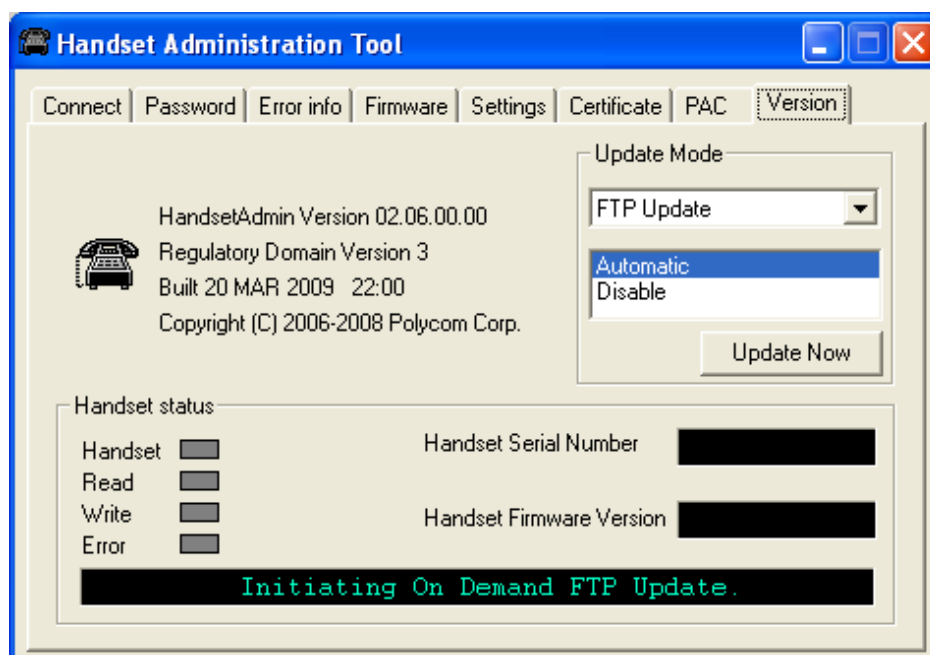 Handset Administration Tool
Connect Password Error info Firmware Settings Certificate PAC Version
Update Mode
FTP Update
Automatic
Disable
Update Now
HandsetAdmin Version 02.06.00.00
Regulatory Domain Version 3
Built 20 MAR 2009 22:00
Copyright (C) 2006-2008 Polycom Corp.
Handset status
Handset
Read
Write
Error
Handset Serial Number
Handset Firmware Version
Initiating On Demand FTP Update.